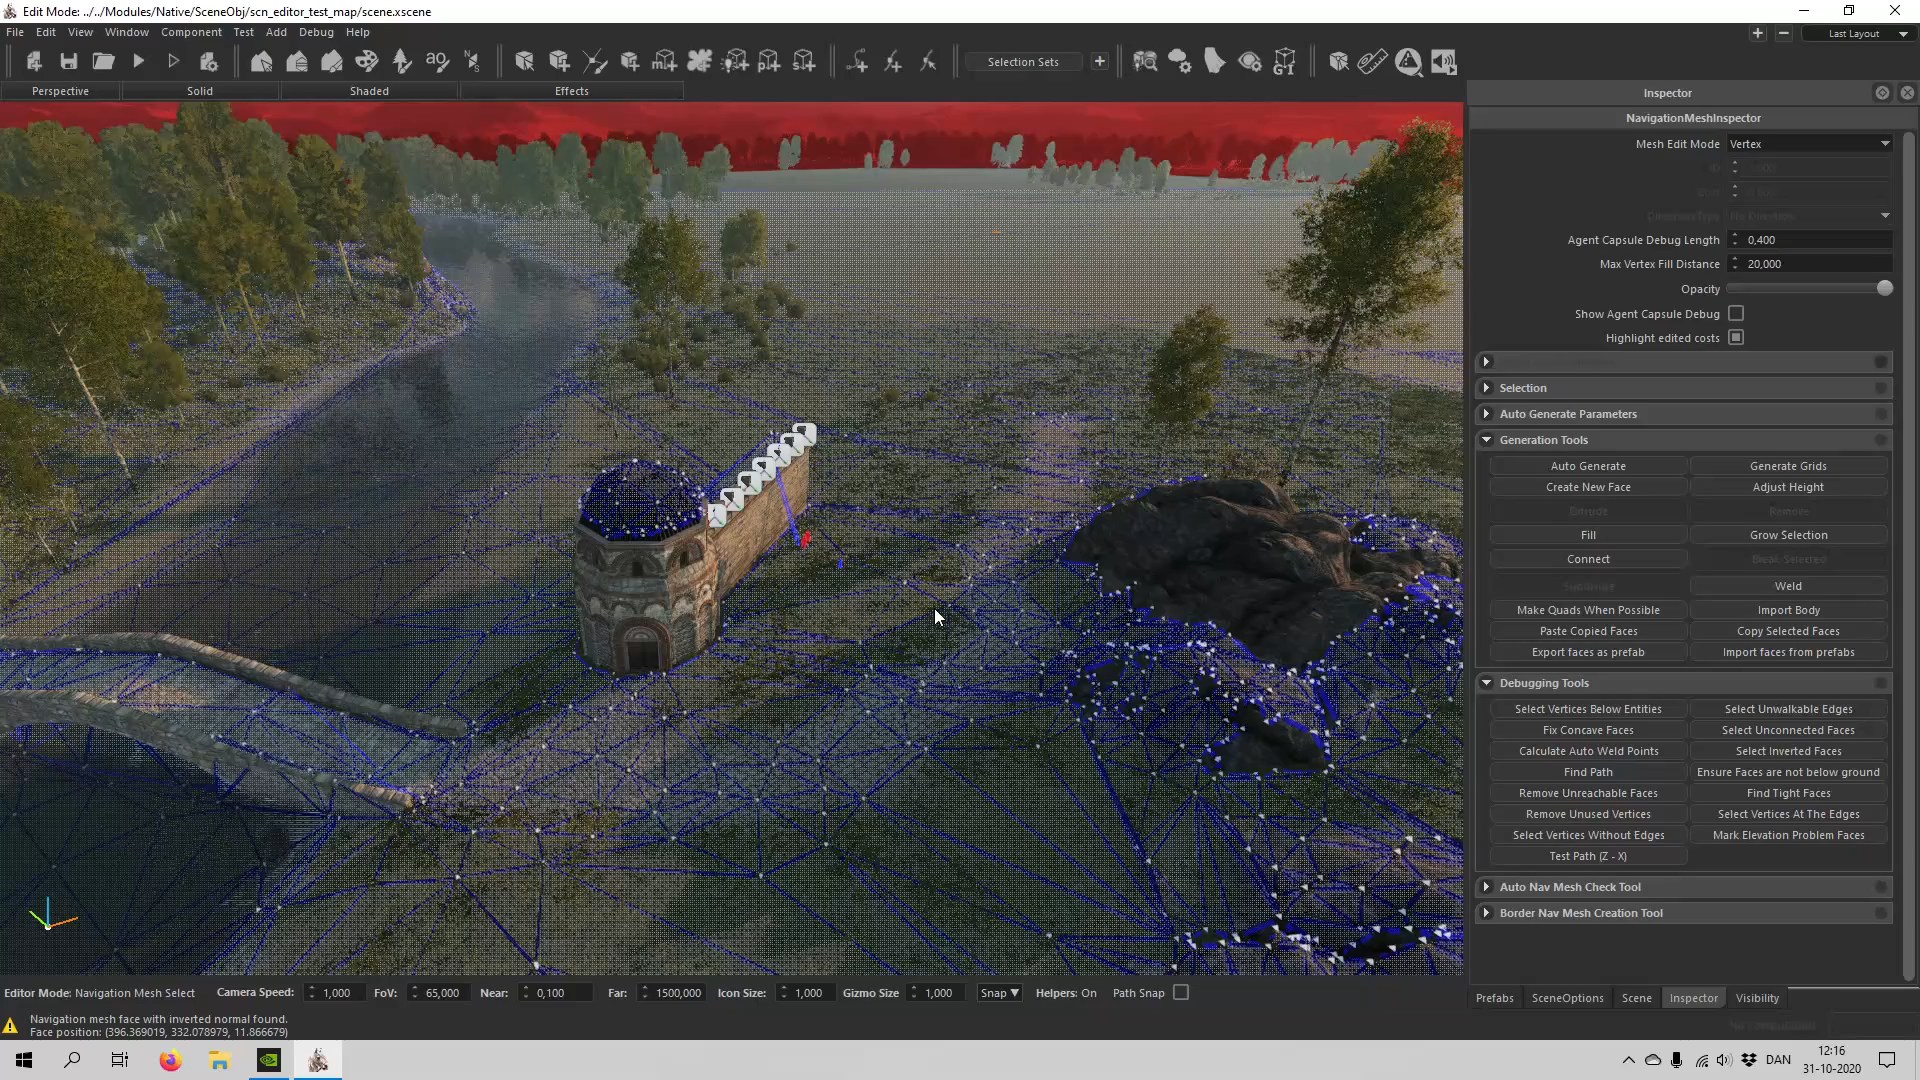 Edit Mode: ../../Modules/Native/SceneObj/scn_editor_test_map/scene.xscene
File Edit View Window Component Test Add Debug Help
Last Layout
Selection Sets
Perspective Solid Shaded Effects
Inspector
NavigationMeshInspector
Mesh Edit Mode Vertex
Agent Capsule Debug Length 0,400
Max Vertex Fill Distance 20,000
Opacity
Show Agent Capsule Debug
Highlight edited costs
Selection
Auto Generate Parameters
Generation Tools
Auto Generate Generate Grids
Create New Face Adjust Height
Extrude Remove
Fill Grow Selection
Connect Break Selected
Subdivide Weld
Make Quads When Possible Import Body
Paste Copied Faces Copy Selected Faces
Export faces as prefab Import faces from prefabs
Debugging Tools
Select Vertices Below Entities Select Unwalkable Edges
Fix Concave Faces Select Unconnected Faces
Calculate Auto Weld Points Select Inverted Faces
Find Path Ensure Faces are not below ground
Remove Unreachable Faces Find Tight Faces
Remove Unused Vertices Select Vertices At The Edges
Select Vertices Without Edges Mark Elevation Problem Faces
Test Path (Z - X)
Auto Nav Mesh Check Tool
Border Nav Mesh Creation Tool
Editor Mode: Navigation Mesh Select Camera Speed: 1,000 FoV: 65,000 Near: 0,100 Far: 1500,000 Icon Size: 1,000 Gizmo Size 1,000 Snap Helpers: On Path Snap
Prefabs SceneOptions Scene Inspector Visibility
Navigation mesh face with inverted normal found.
Face position: (396.369019, 332.078979, 11.866679)
DAN
12:16
31-10-2020